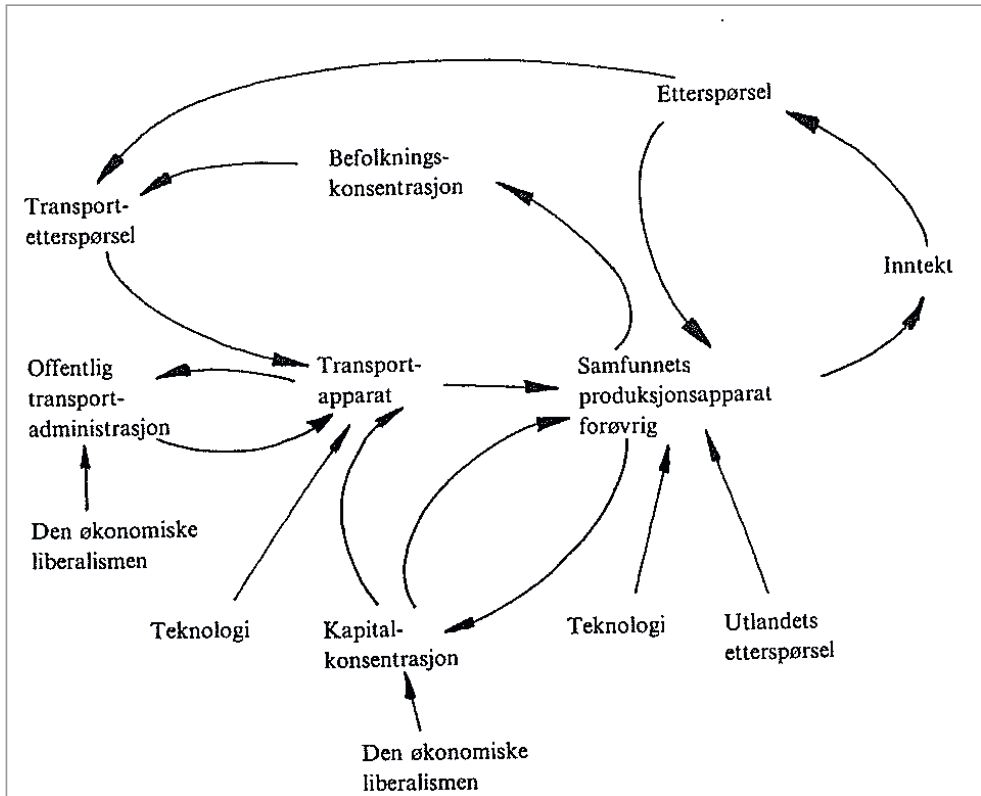 Etterspørsel
Befolknings-
konsentrasjon
Transport-
etterspørsel
Inntekt
Offentlig
transport-
administrasjon
Transport-
apparat
Samfunnets
produksjonsapparat
forøvrig
Den økonomiske
liberalismen
Teknologi
Kapital-
konsentrasjon
Teknologi
Utlandets
etterspørsel
Den økonomiske
liberalismen